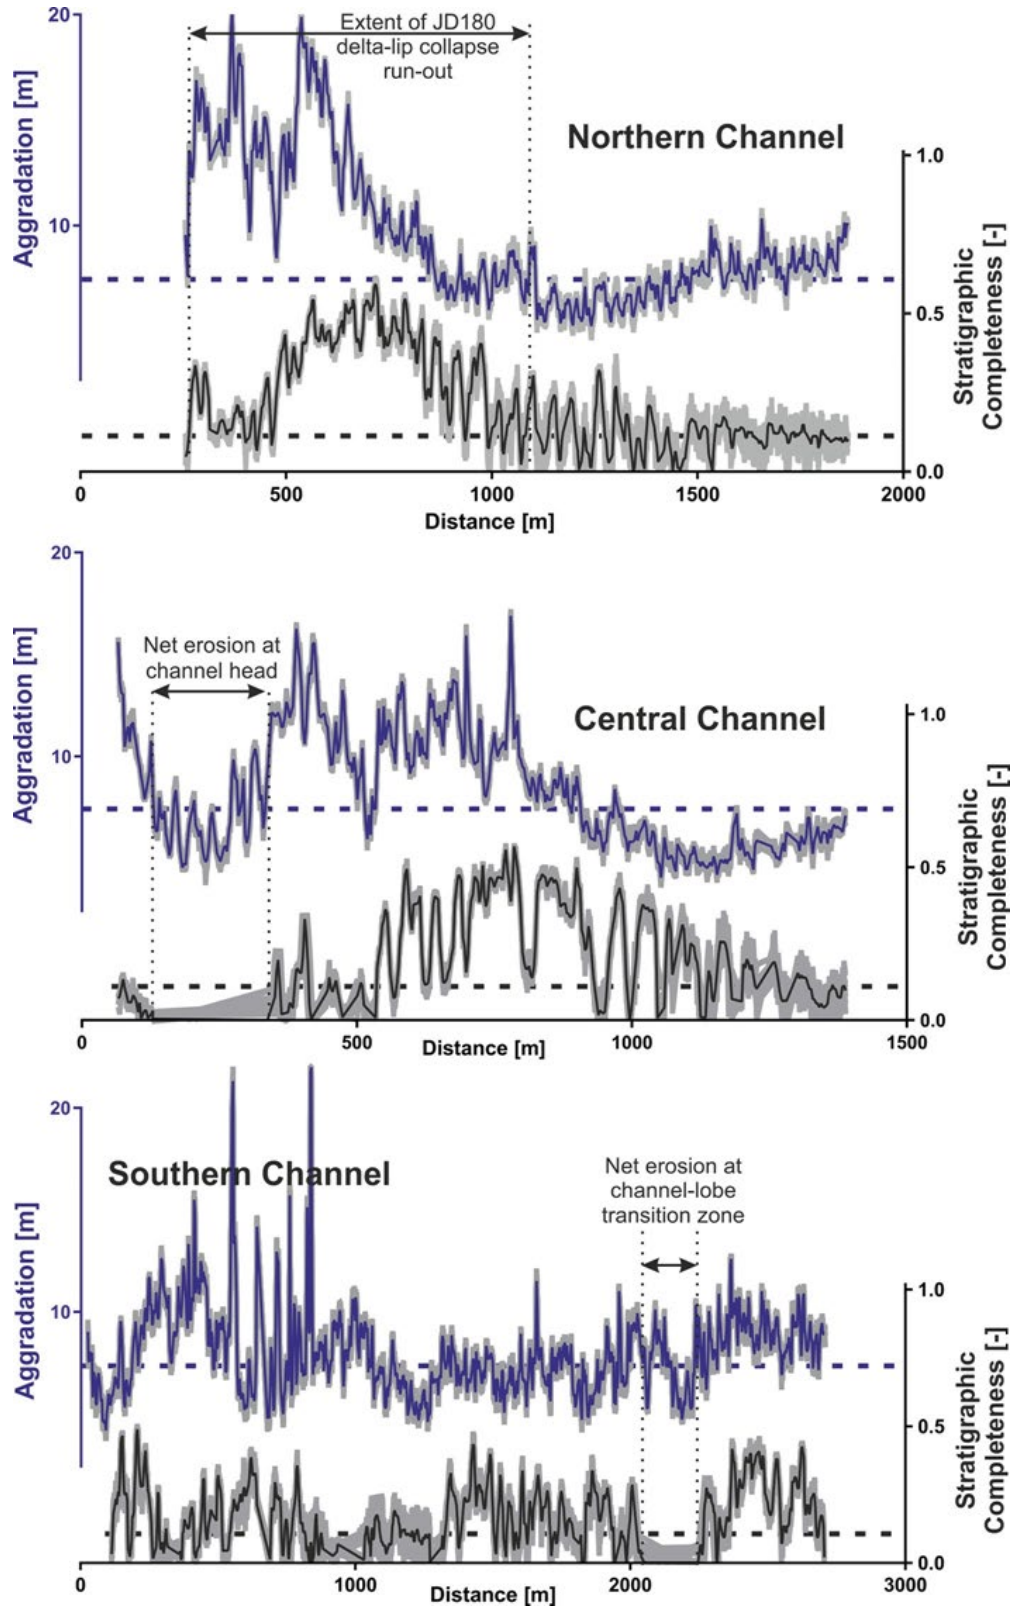 20
Extent of JD180
delta-lip collapse
run-out
Aggradation [m]
Northern Channel
1.0
10
Stratigraphic
Completeness [-]
0.5
0.0
0
500
1000
1500
2000
Distance [m]
20
Aggradation [m]
Net erosion at
channel head
Central Channel
1.0
10
Stratigraphic
Completeness [-]
0.5
0.0
0
500
1000
1500
Distance [m]
20
Southern Channel
Net erosion at
channel-lobe
transition zone
Aggradation [m]
10
1.0
Stratigraphic
Completeness [-]
0.5
0.0
0
1000
2000
3000
Distance [m]